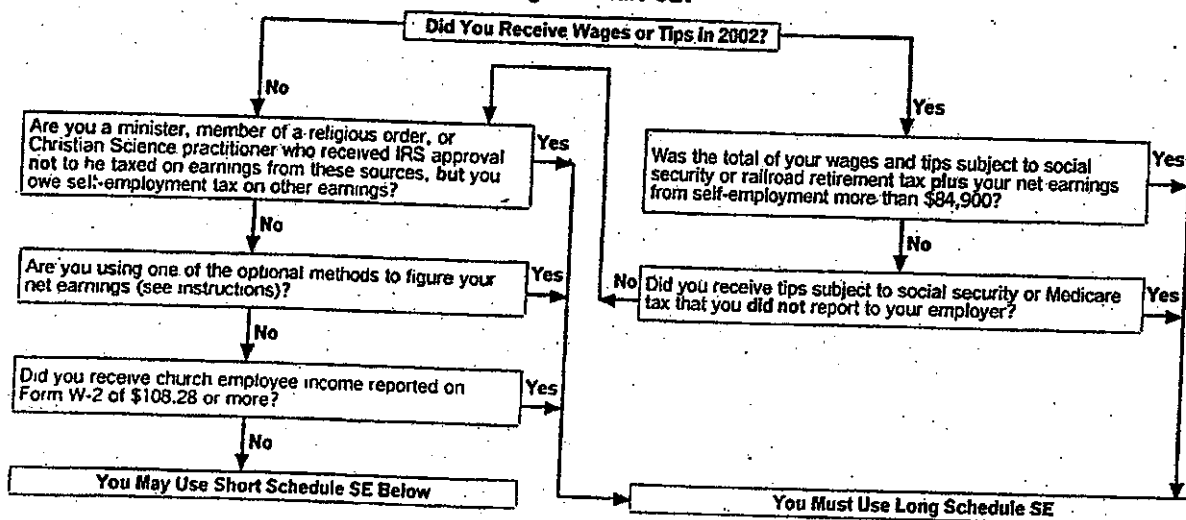 Did You Receive Wages or Tips in 2002?
No
Yes
Are you a minister, member of a religious order, or
Christian Science practitioner who received IRS approval
not to he taxed on earnings from these sources, but you
owe self-employment tax on other earnings?
Yes
Was the total of your wages and tips subject to social
security or railroad retirement tax plus your net earnings
from self-employment more than $84,900?
Yes
No
No
Are you using one of the optional methods to figure your
net earnings (see instructions)?
Yes
No
Did you receive tips subject to social security or Medicare
tax that you did not report to your employer?
Yes
No
Did you receive church employee income reported on
Form W-2 of $108.28 or more?
Yes
No
You May Use Short Schedule SE Below
You Must Use Long Schedule SE